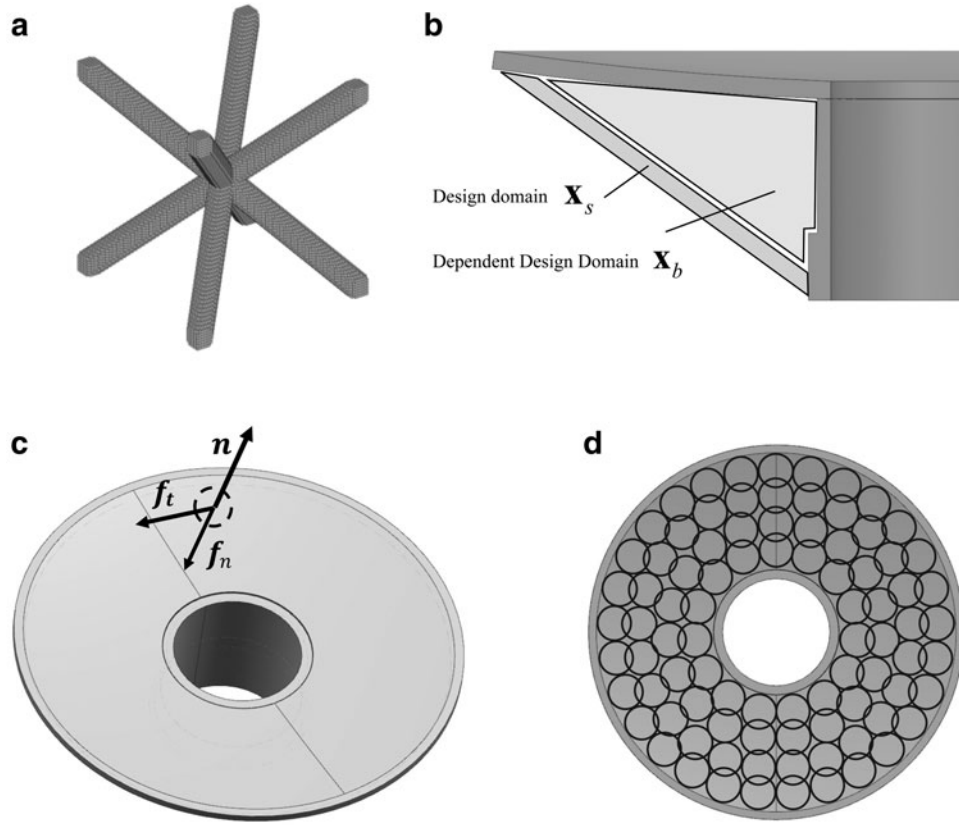 a
b
Design domain X_s
Dependent Design Domain X_b
c
n
f_t
f_n
d